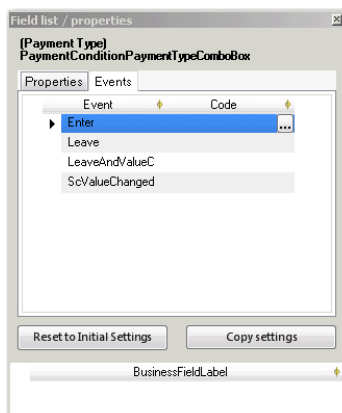 Field list / properties
(Payment Type)
PaymentConditionPaymentTypeComboBox
Properties Events
Event Code
Enter ...
Leave
LeaveAndValueC
ScValueChanged
Reset to Initial Settings Copy settings
BusinessFieldLabel